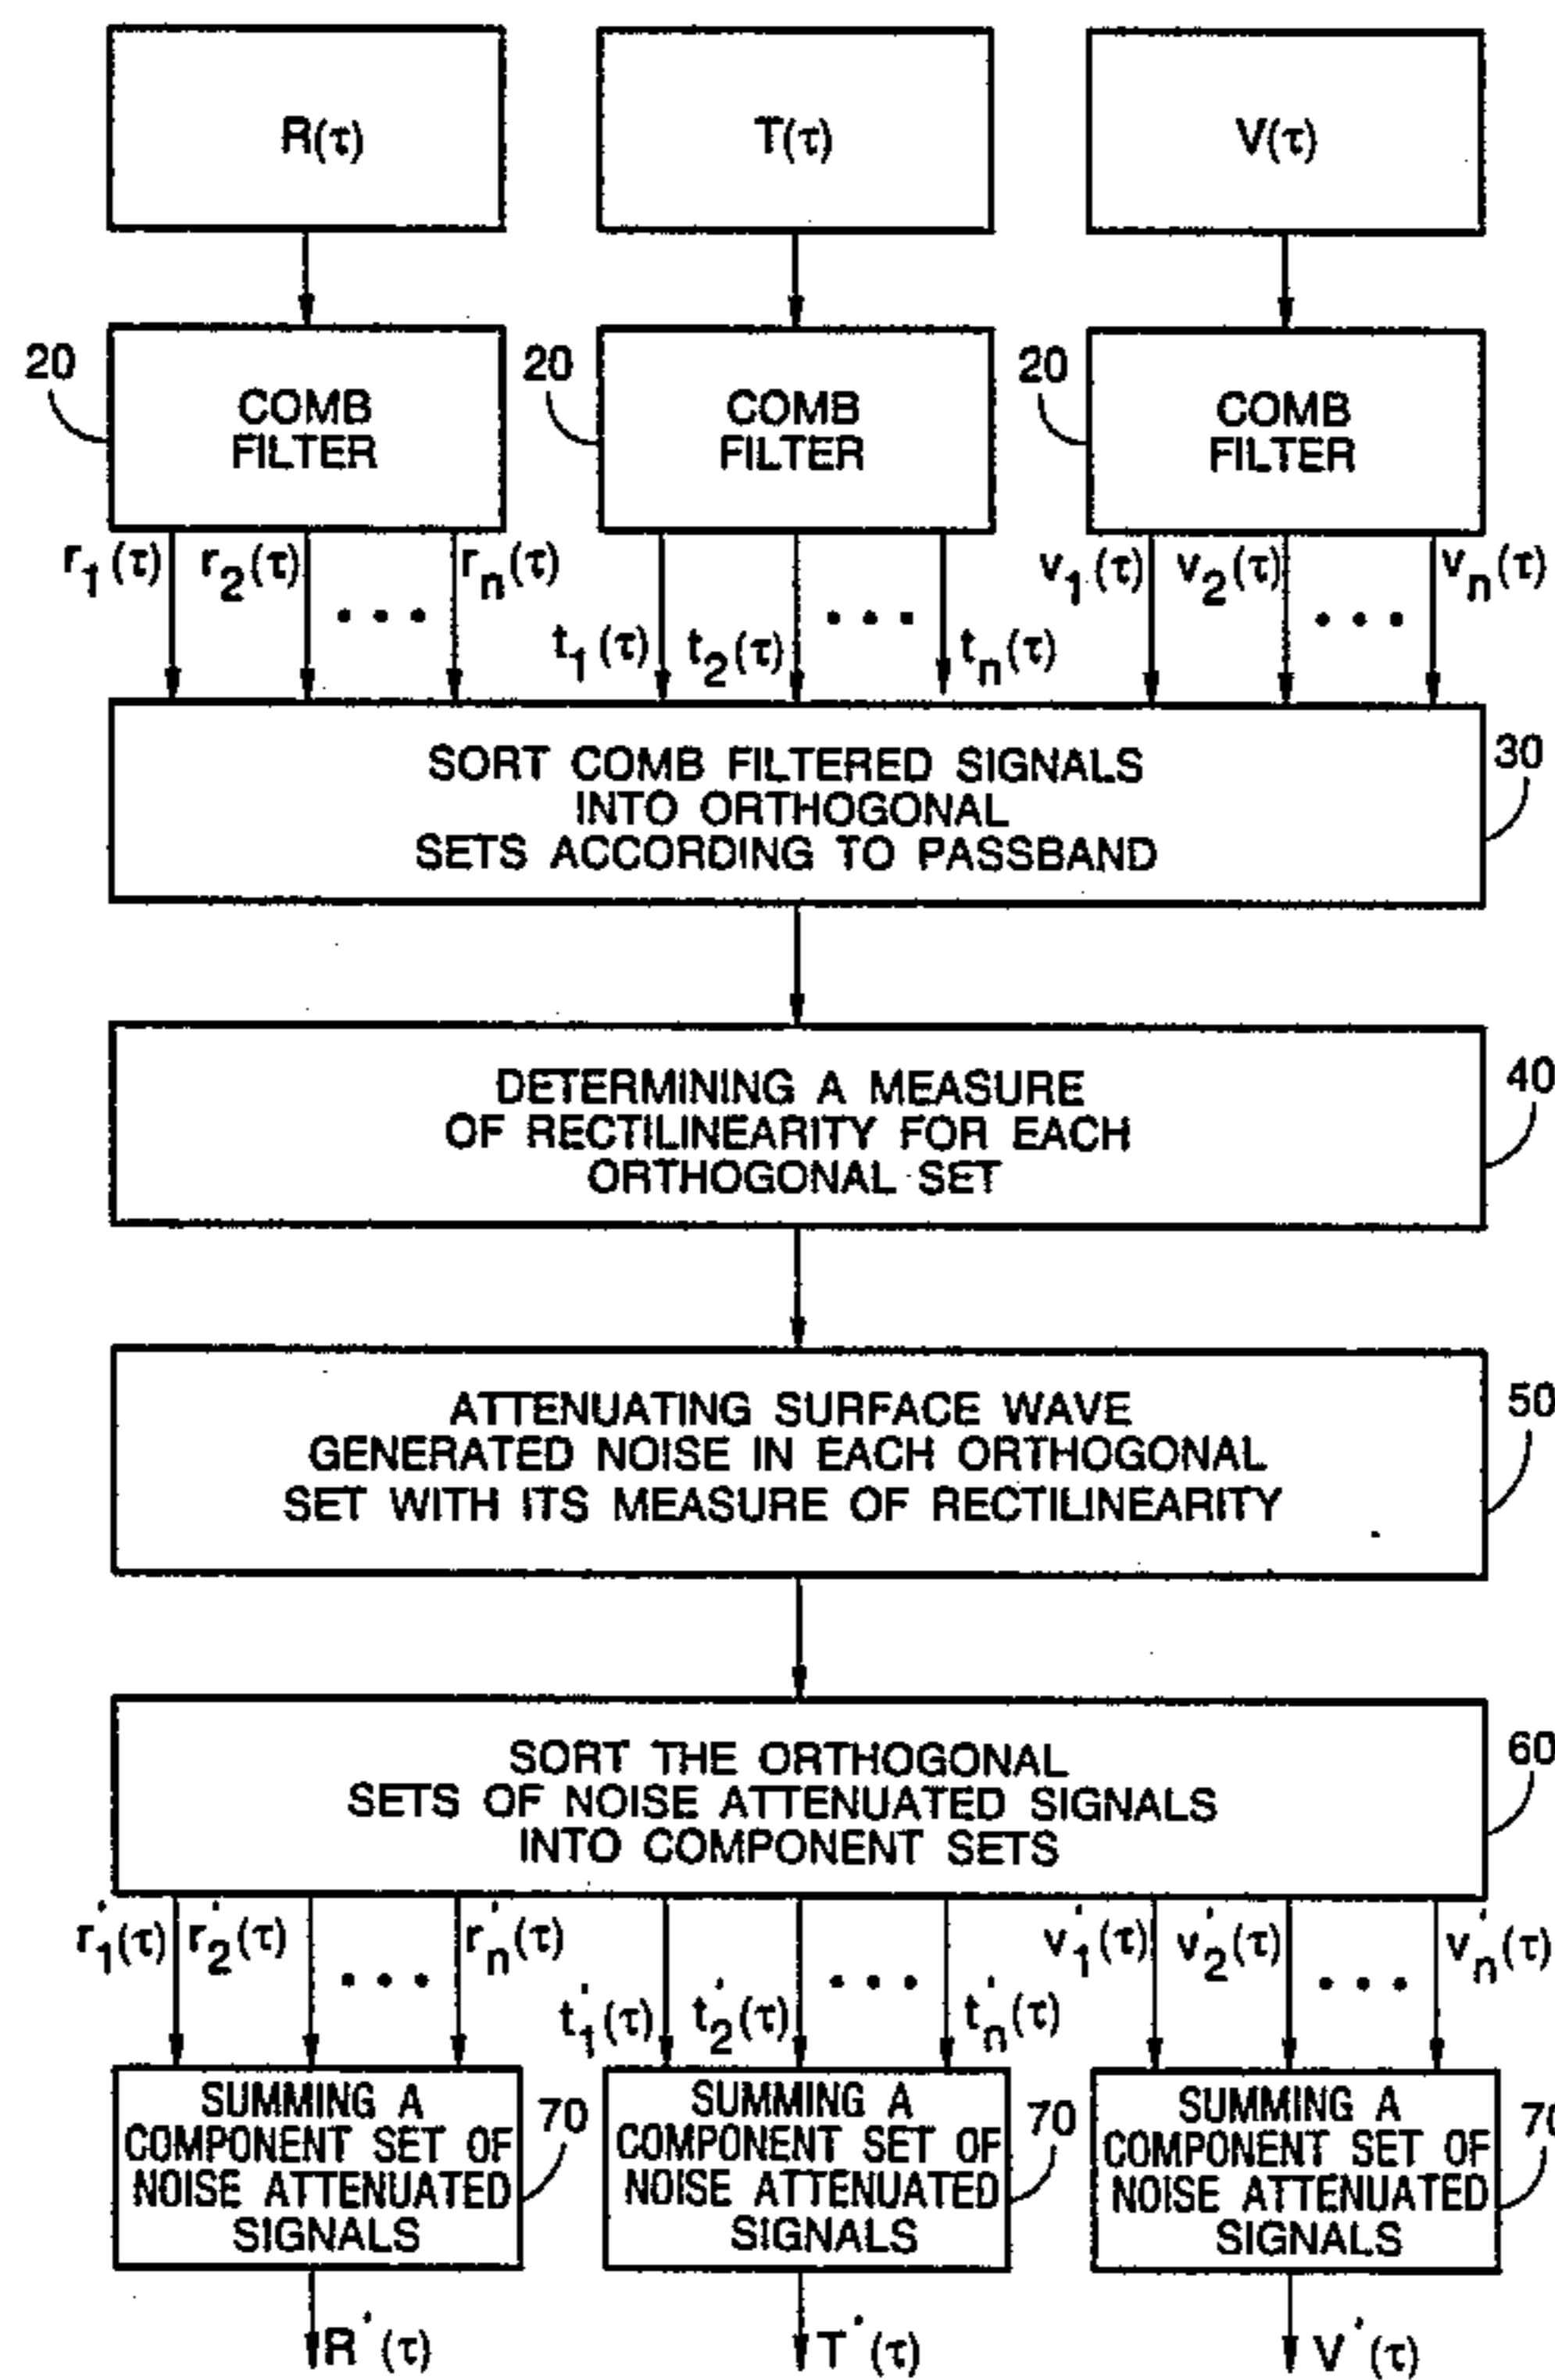 R(τ) T(τ) V(τ)
20 20 20
COMB COMB COMB
FILTER FILTER FILTER
r1(τ) r2(τ) rn(τ) v1(τ) v2(τ) vn(τ)
• • • • • • • • •
t1(τ) t2(τ) tn(τ)
SORT COMB FILTERED SIGNALS
INTO ORTHOGONAL
SETS ACCORDING TO PASSBAND
30
DETERMINING A MEASURE
OF RECTILINEARITY FOR EACH
ORTHOGONAL SET
40
ATTENUATING SURFACE WAVE
GENERATED NOISE IN EACH ORTHOGONAL
SET WITH ITS MEASURE OF RECTILINEARITY
50
SORT THE ORTHOGONAL
SETS OF NOISE ATTENUATED SIGNALS
INTO COMPONENT SETS
60
r'1(τ) r'2(τ) r'n(τ) v'1(τ) v'2(τ) v'n(τ)
• • • • • • • • •
t'1(τ) t'2(τ) t'n(τ)
SUMMING A
COMPONENT SET OF
NOISE ATTENUATED
SIGNALS
70
SUMMING A
COMPONENT SET OF
NOISE ATTENUATED
SIGNALS
70
SUMMING A
COMPONENT SET OF
NOISE ATTENUATED
SIGNALS
70
R'(τ) T'(τ) V'(τ)